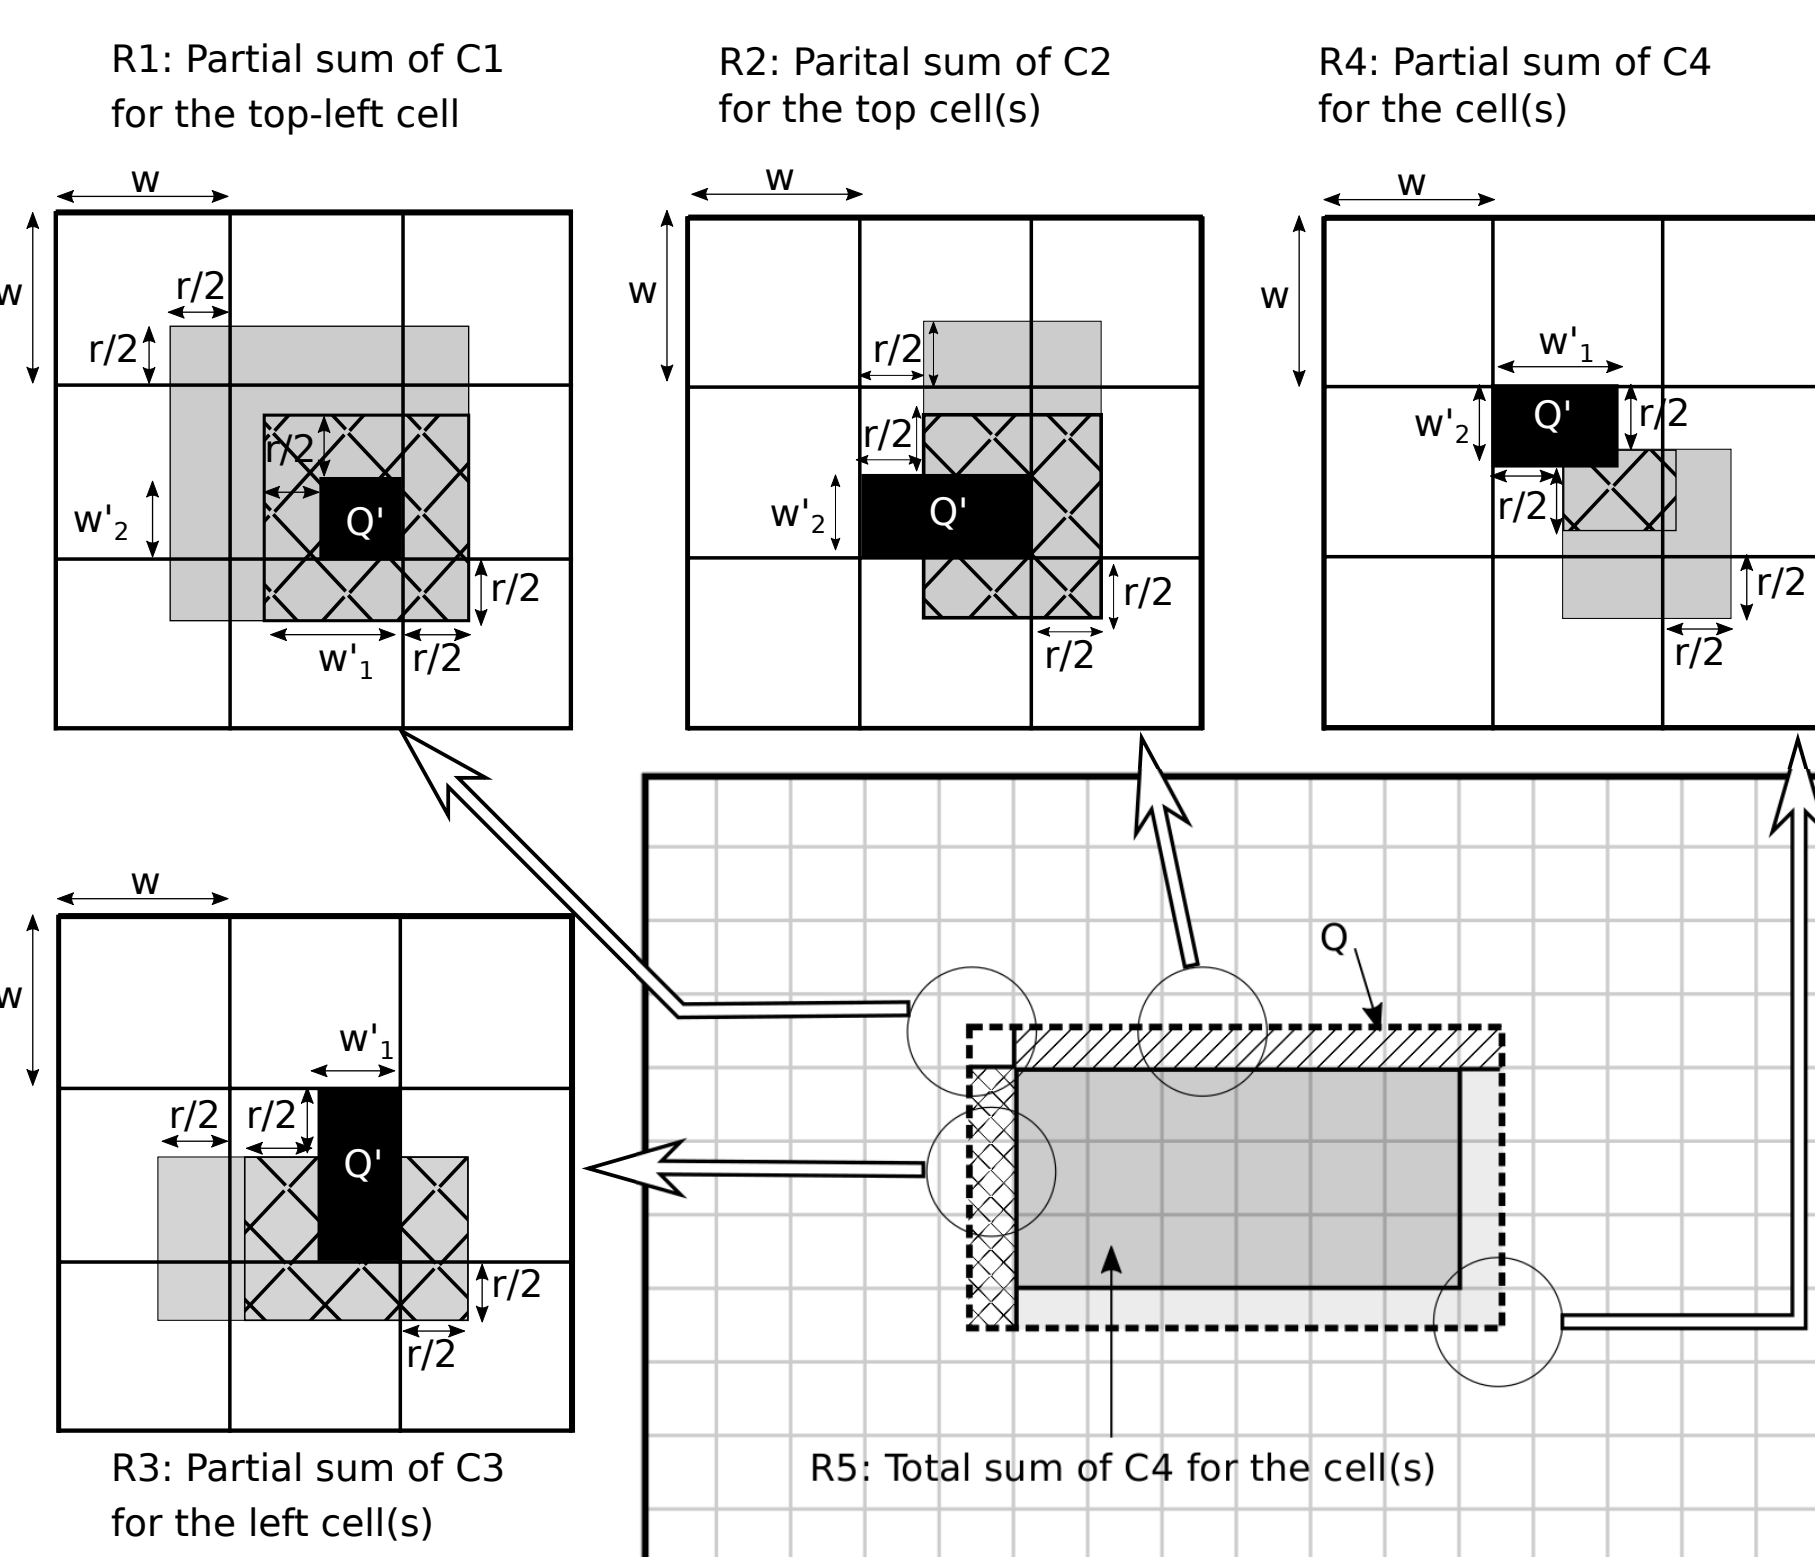 R1: Partial sum of C1
for the top-left cell
R2: Parital sum of C2
for the top cell(s)
R4: Partial sum of C4
for the cell(s)
w
w
r/2
r/2
r/2
w'2
Q'
r/2
w'1
r/2
w
w
r/2
r/2
w'2
Q'
r/2
r/2
w
w
w'1
w'2
Q'
r/2
r/2
r/2
r/2
w
w
w'1
r/2
r/2
Q'
r/2
r/2
R3: Partial sum of C3
for the left cell(s)
Q
R5: Total sum of C4 for the cell(s)